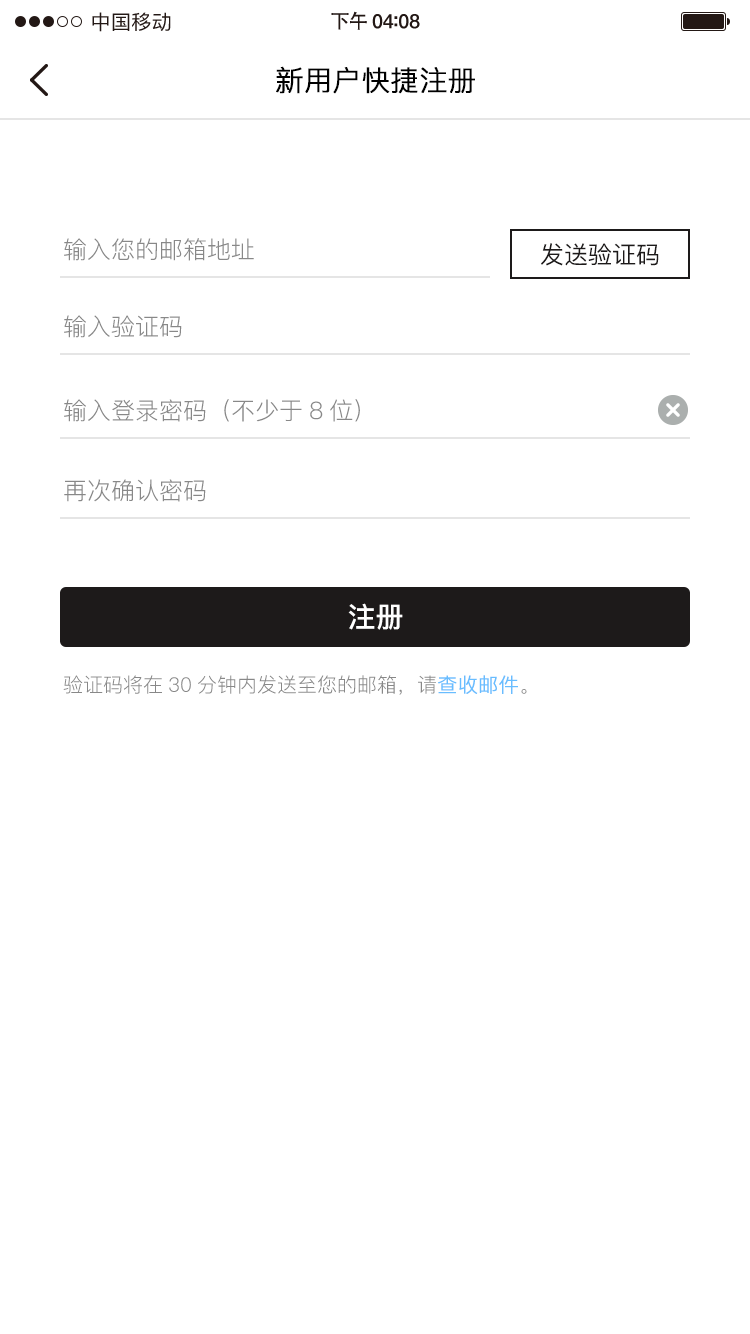 中国移动 下午 04:08
新用户快捷注册
输入您的邮箱地址 发送验证码
输入验证码
输入登录密码（不少于 8 位）
再次确认密码
注册
验证码将在 30 分钟内发送至您的邮箱，请查收邮件。